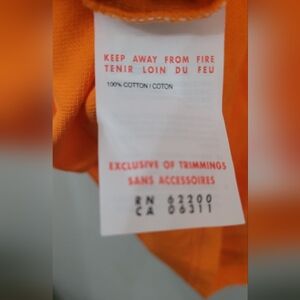 KEEP AWAY FROM FIRE
TENIR LOIN DU FEU
100% COTTON / COTON
EXCLUSIVE OF TRIMMINGS
SANS ACCESSOIRES
RN 62200
CA 06311